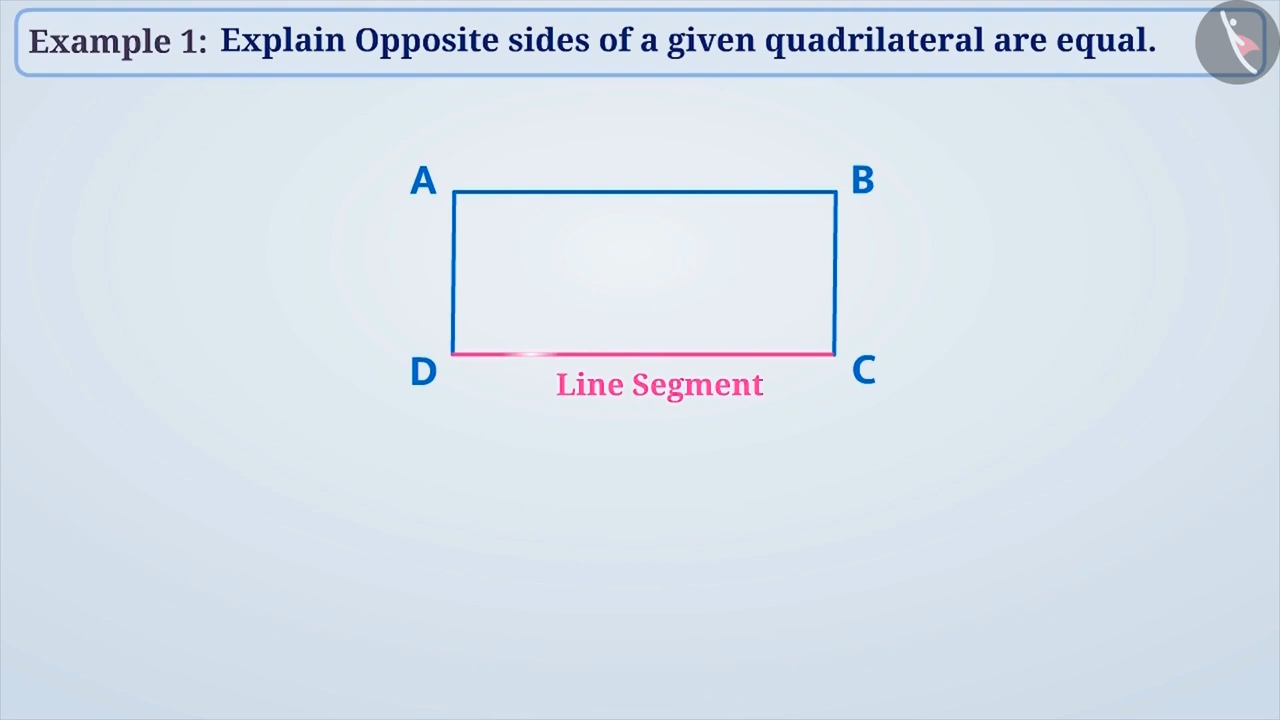 Example 1: Explain Opposite sides of a given quadrilateral are equal.
A B
D C
Line Segment